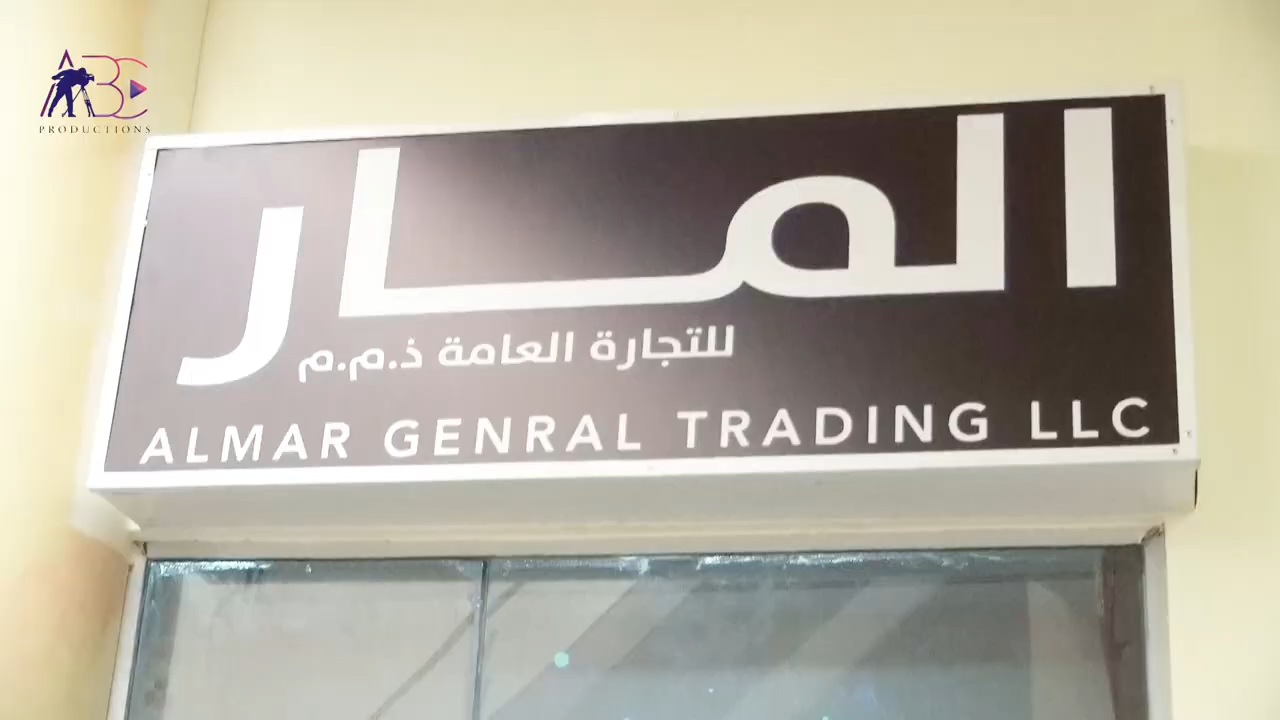 ABC
PRODUCTIONS
المار
للتجارة العامة ذ.م.م
ALMAR GENRAL TRADING LLC